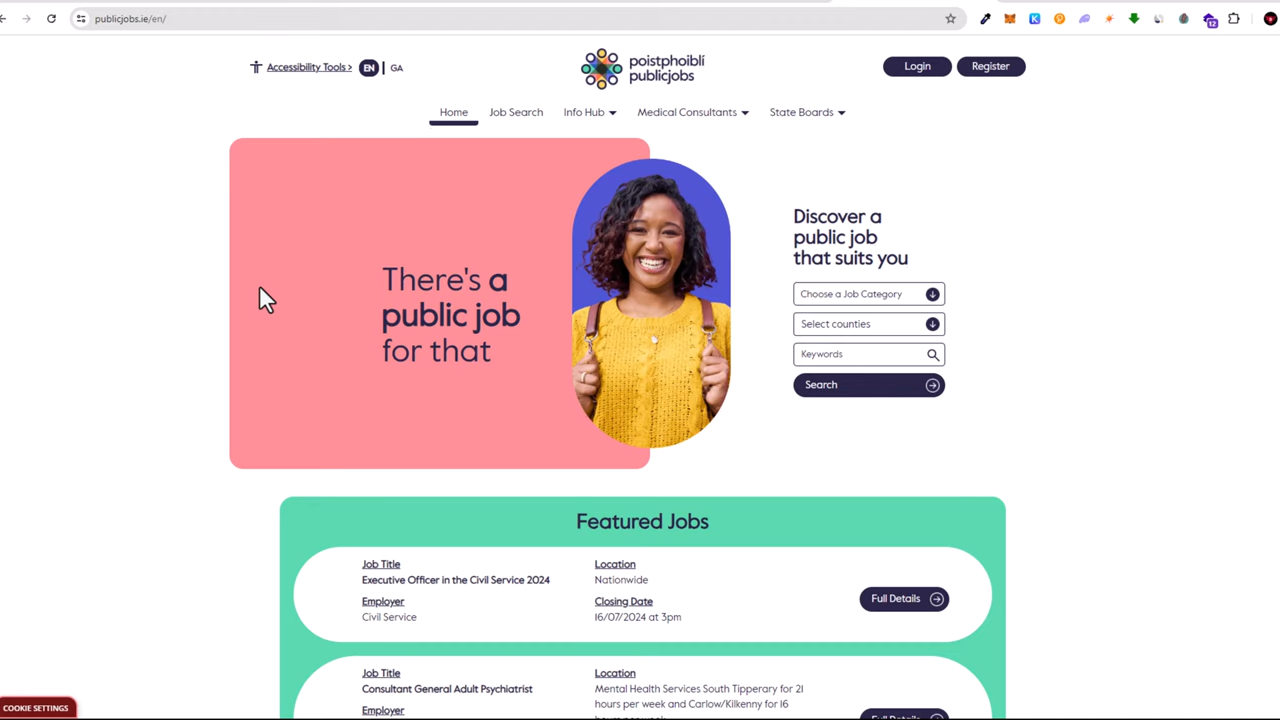 publicjobs.ie/en/
12
Accessibility Tools >
EN
GA
poistphoiblí
publicjobs
Login
Register
Home
Job Search
Info Hub
Medical Consultants
State Boards
There's a
public job
for that
Discover a
public job
that suits you
Choose a Job Category
Select counties
Keywords
Search
Featured Jobs
Job Title
Executive Officer in the Civil Service 2024
Employer
Civil Service
Location
Nationwide
Closing Date
16/07/2024 at 3pm
Full Details
Job Title
Consultant General Adult Psychiatrist
Employer
Location
Mental Health Services South Tipperary for 21
hours per week and Carlow/Kilkenny for 16
Full Details
COOKIE SETTINGS